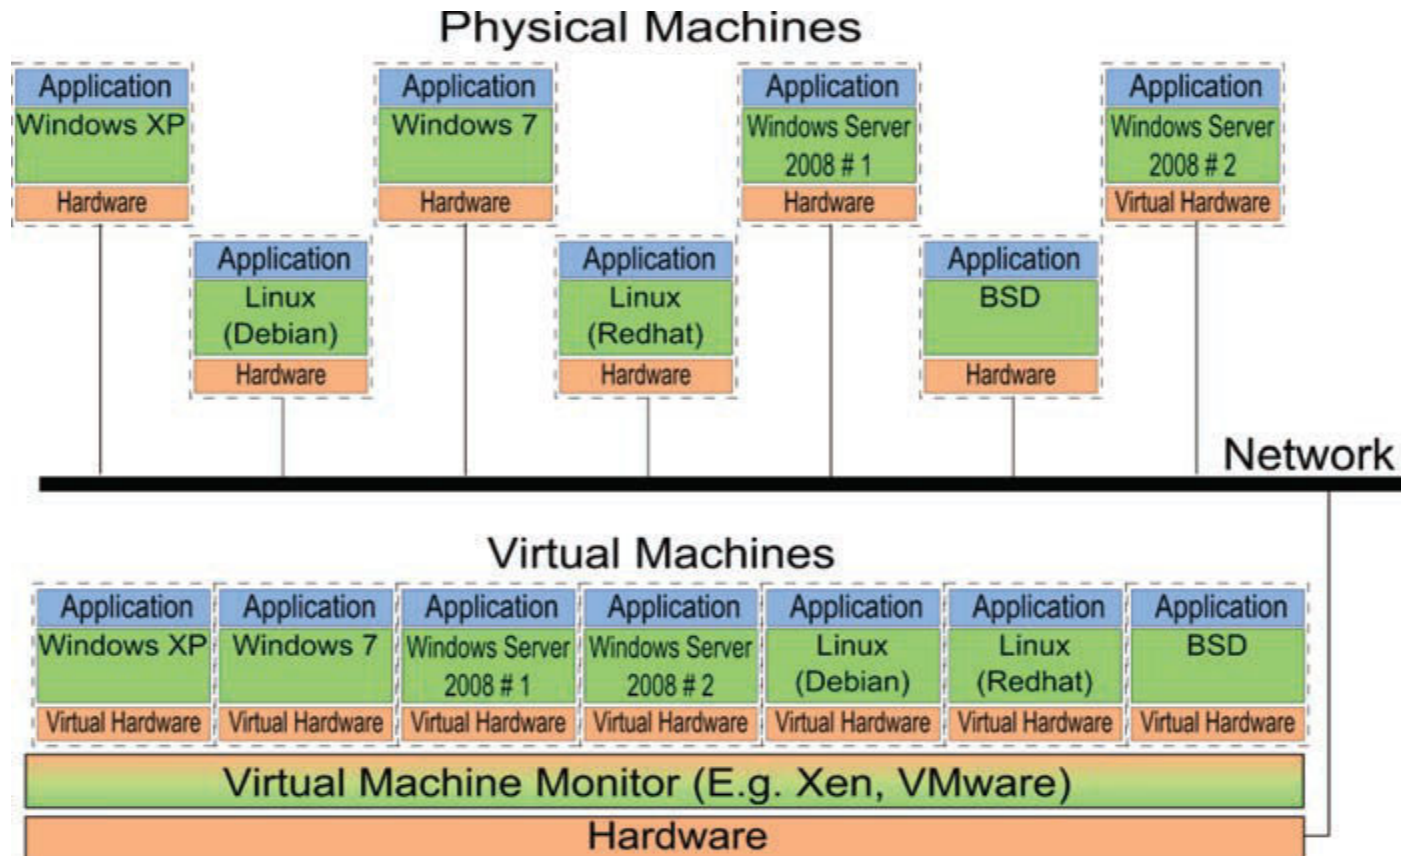 Physical Machines
Application
Windows XP
Hardware
Application
Windows 7
Hardware
Application
Windows Server
2008 # 1
Hardware
Application
Windows Server
2008 # 2
Virtual Hardware
Application
Linux
(Debian)
Hardware
Application
Linux
(Redhat)
Hardware
Application
BSD
Hardware
Network
Virtual Machines
Application
Windows XP
Virtual Hardware
Application
Windows 7
Virtual Hardware
Application
Windows Server
2008 # 1
Virtual Hardware
Application
Windows Server
2008 # 2
Virtual Hardware
Application
Linux
(Debian)
Virtual Hardware
Application
Linux
(Redhat)
Virtual Hardware
Application
BSD
Virtual Hardware
Virtual Machine Monitor (E.g. Xen, VMware)
Hardware